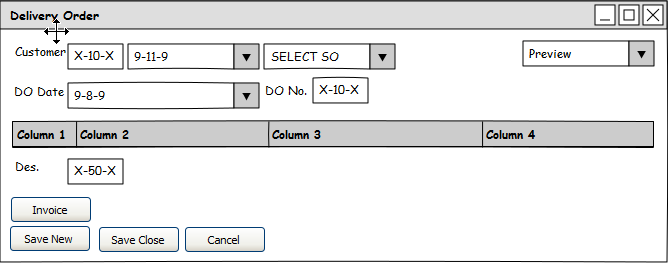 Delivery Order
Customer X-10-X 9-11-9 SELECT SO Preview
DO Date 9-8-9 DO No. X-10-X
Column 1 Column 2 Column 3 Column 4
Des. X-50-X
Invoice
Save New Save Close Cancel